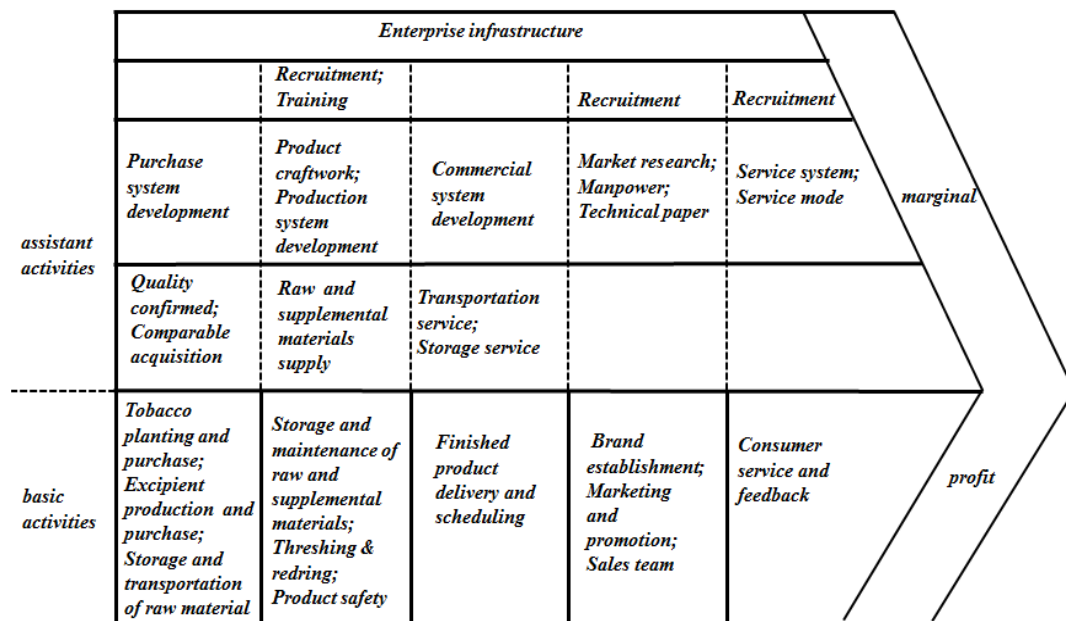 Enterprise infrastructure
Recruitment;
Training
Recruitment
Recruitment
assistant
activities
Purchase
system
development
Product
craftwork;
Production
system
development
Commercial
system
development
Market research;
Manpower;
Technical paper
Service system;
Service mode
marginal
Quality
confirmed;
Comparable
acquisition
Raw and
supplemental
materials
supply
Transportation
service;
Storage service
basic
activities
Tobacco
planting and
purchase;
Excipient
production and
purchase;
Storage and
transportation
of raw material
Storage and
maintenance of
raw and
supplemental
materials;
Threshing &
redring;
Product safety
Finished
product
delivery and
scheduling
Brand
establishment;
Marketing
and
promotion;
Sales team
Consumer
service and
feedback
profit